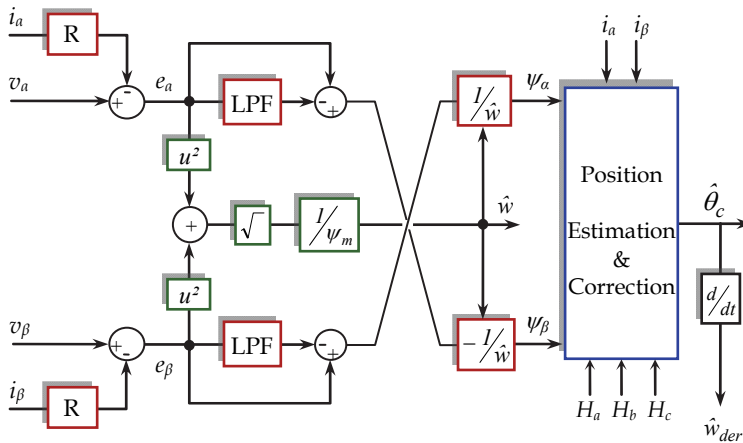 i_a
R
v_a
+
-
e_a
LPF
-
+
u²
+
√
1/ψ_m
u²
v_β
+
-
e_β
LPF
-
+
i_β
R
1/ŵ
ŵ
-1/ŵ
ψ_α
ψ_β
i_a
i_β
Position
Estimation
&
Correction
H_a
H_b
H_c
θ̂_c
d/dt
ŵ_der